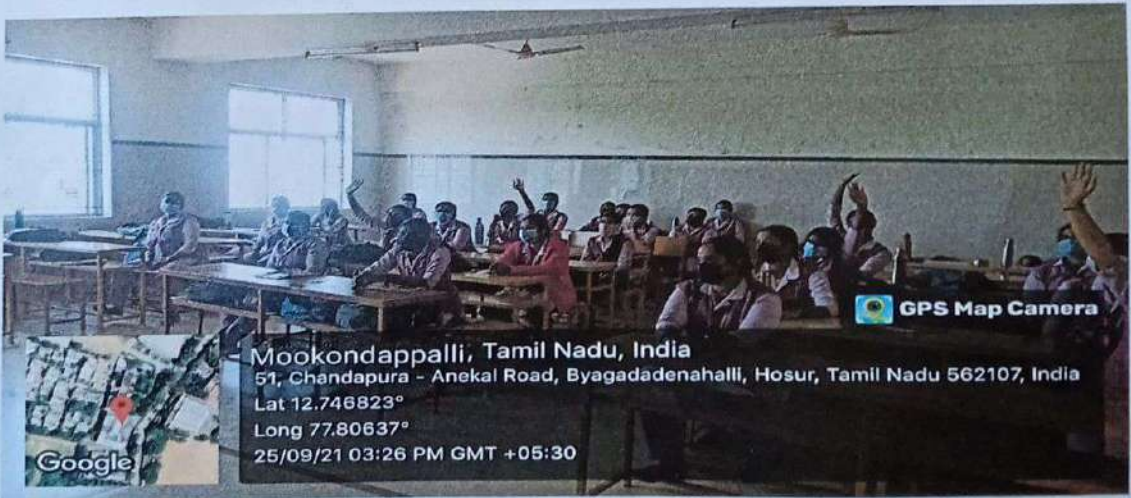 GPS Map Camera
Mookondappalli, Tamil Nadu, India
51, Chandapura - Anekal Road, Byagadadenahalli, Hosur, Tamil Nadu 562107, India
Lat 12.746823°
Long 77.80637°
25/09/21 03:26 PM GMT +05:30
Google